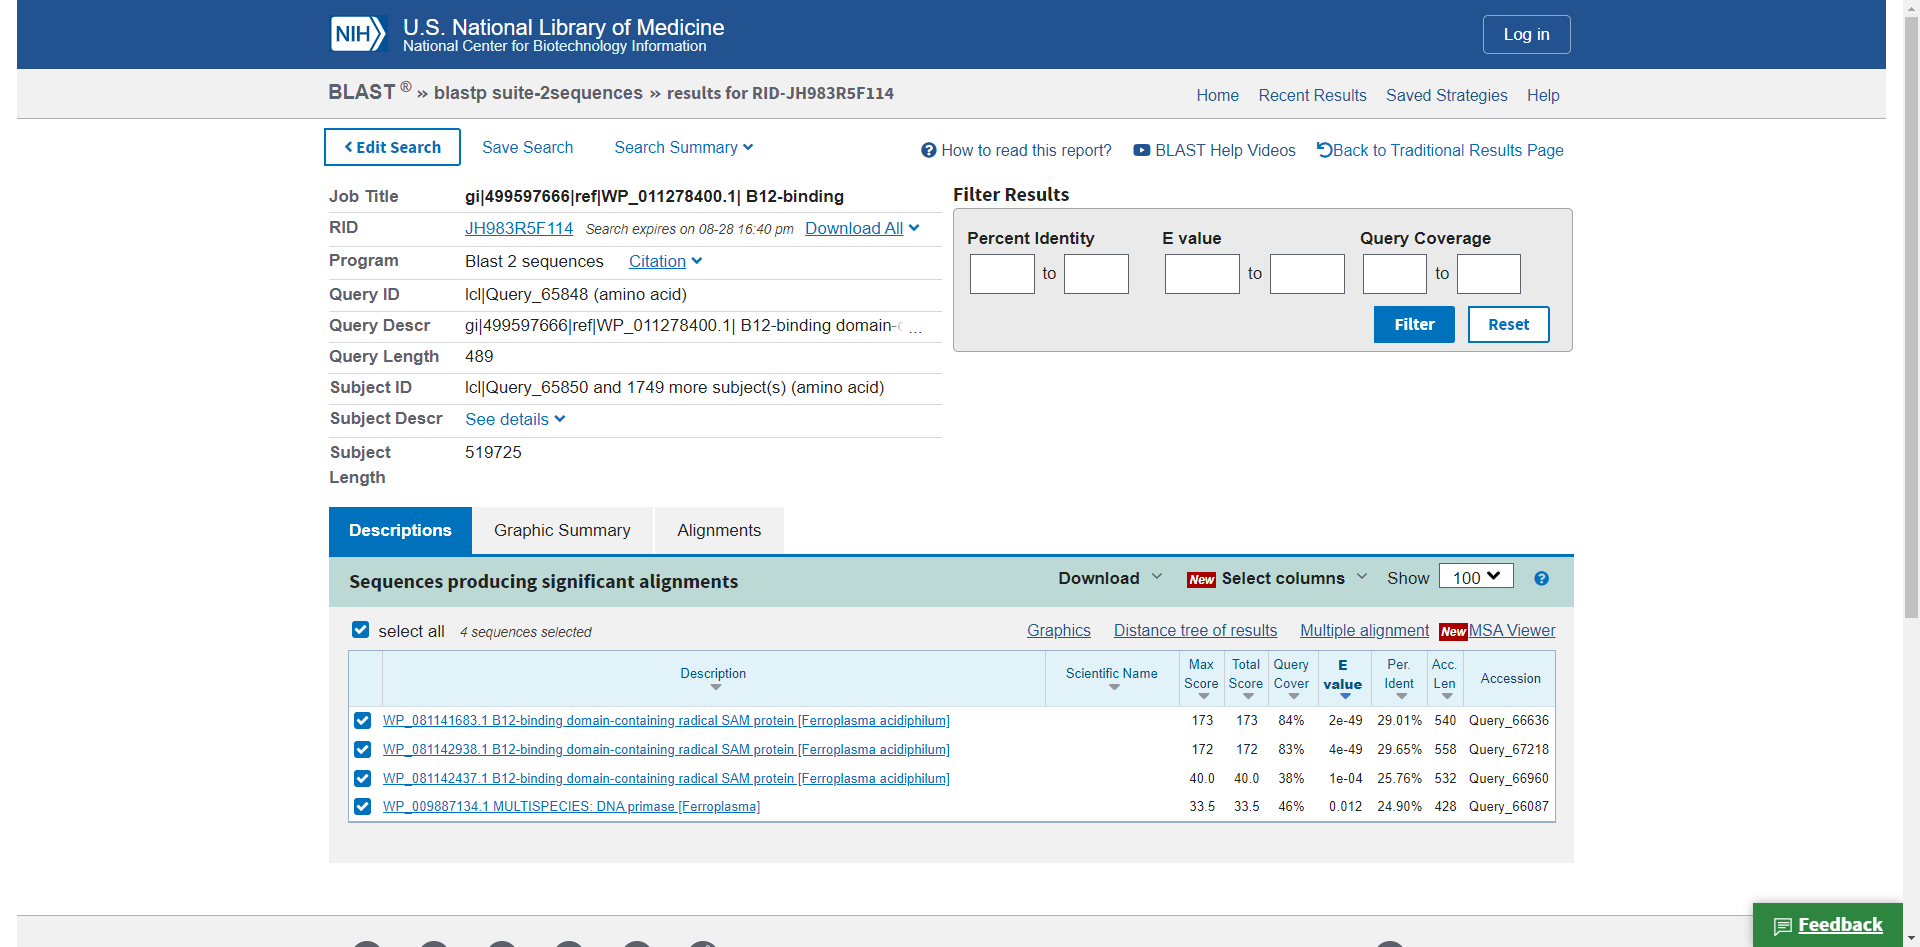 NIH
U.S. National Library of Medicine
National Center for Biotechnology Information
Log in
BLAST ® » blastp suite-2sequences » results for RID-JH983R5F114
Home Recent Results Saved Strategies Help
Edit Search Save Search Search Summary
How to read this report? BLAST Help Videos Back to Traditional Results Page
Job Title gi|499597666|ref|WP_011278400.1| B12-binding
RID JH983R5F114 Search expires on 08-28 16:40 pm Download All
Program Blast 2 sequences Citation
Query ID lcl|Query_65848 (amino acid)
Query Descr gi|499597666|ref|WP_011278400.1| B12-binding domain- ...
Query Length 489
Subject ID lcl|Query_65850 and 1749 more subject(s) (amino acid)
Subject Descr See details
Subject Length 519725
Filter Results
Percent Identity E value Query Coverage
to to to
Filter Reset
Descriptions Graphic Summary Alignments
Sequences producing significant alignments Download New Select columns Show 100
select all 4 sequences selected Graphics Distance tree of results Multiple alignment New MSA Viewer
Description Scientific Name Max Score Total Score Query Cover E value Per. Ident Acc. Len Accession
WP_081141683.1 B12-binding domain-containing radical SAM protein [Ferroplasma acidiphilum] 173 173 84% 2e-49 29.01% 540 Query_66636
WP_081142938.1 B12-binding domain-containing radical SAM protein [Ferroplasma acidiphilum] 172 172 83% 4e-49 29.65% 558 Query_67218
WP_081142437.1 B12-binding domain-containing radical SAM protein [Ferroplasma acidiphilum] 40.0 40.0 38% 1e-04 25.76% 532 Query_66960
WP_009887134.1 MULTISPECIES: DNA primase [Ferroplasma] 33.5 33.5 46% 0.012 24.90% 428 Query_66087
Feedback